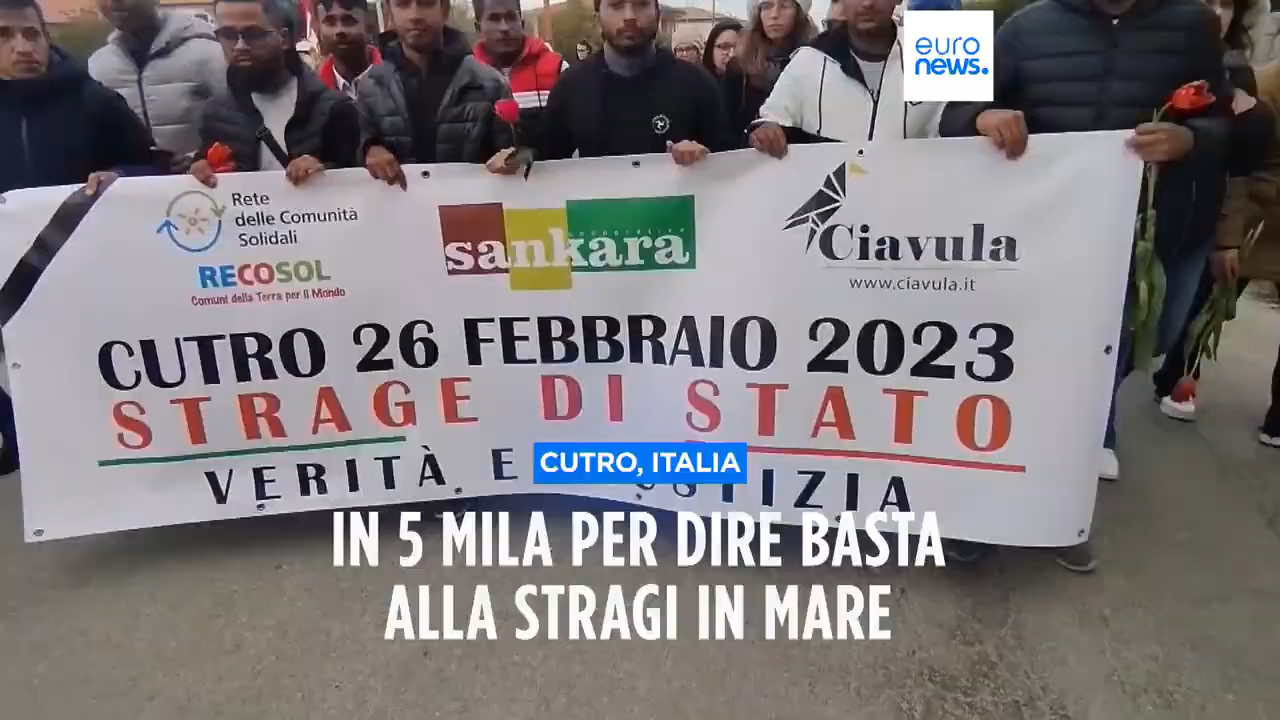 euro
news.
Rete
delle Comunità
Solidali
RECOSOL
Comuni della Terra per il Mondo
sankara
Ciavula
www.ciavula.it
CUTRO 26 FEBBRAIO 2023
STRAGE DI STATO
VERITÀ E
CUTRO, ITALIA
IN 5 MILA PER DIRE BASTA
ALLA STRAGI IN MARE